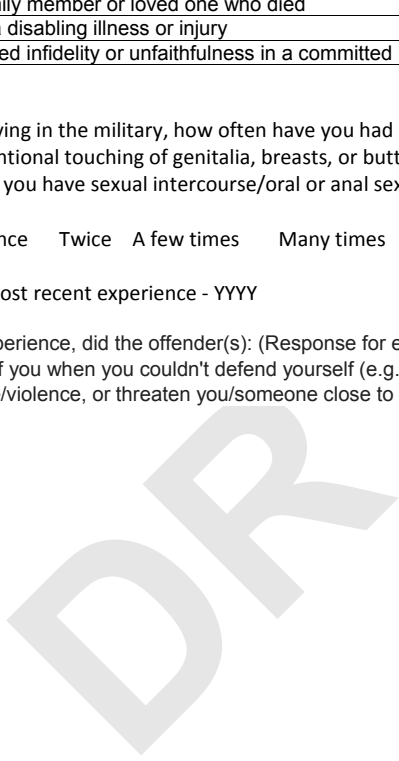 ily member or loved one who died
a disabling illness or injury
ed infidelity or unfaithfulness in a committed
ving in the military, how often have you had
ntional touching of genitalia, breasts, or butt
you have sexual intercourse/oral or anal sex
nce Twice A few times Many times
ost recent experience - YYYY
perience, did the offender(s): (Response for e
f you when you couldn't defend yourself (e.g.
e/violence, or threaten you/someone close to
DR